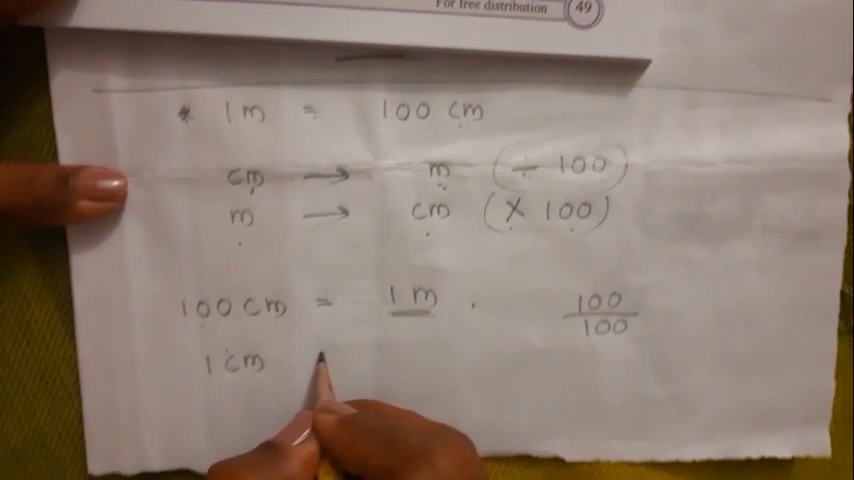 For free distribution 49
* 1 m = 100 cm
cm → m (÷ 100)
m → cm (× 100)
100 cm = 1 m . 100/100
1 cm